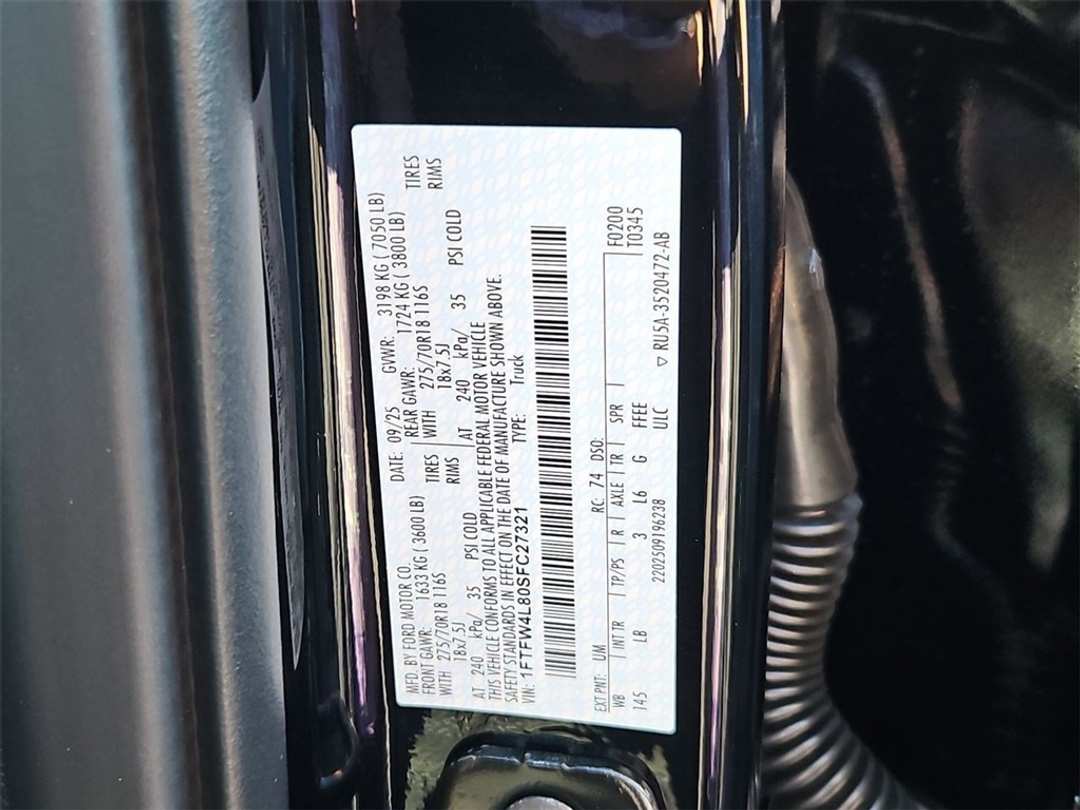 MFD. BY FORD MOTOR CO. DATE: 09/25 GVWR: 3198 KG ( 7050 LB)
FRONT GAWR: 1633 KG ( 3600 LB) REAR GAWR: 1724 KG ( 3800 LB)
WITH 275/70R18 116S TIRES WITH 275/70R18 116S TIRES
18x7.5J RIMS 18x7.5J RIMS
AT 240 kPa/ 35 PSI COLD AT 240 kPa/ 35 PSI COLD
THIS VEHICLE CONFORMS TO ALL APPLICABLE FEDERAL MOTOR VEHICLE
SAFETY STANDARDS IN EFFECT ON THE DATE OF MANUFACTURE SHOWN ABOVE.
VIN: 1FTFW4L80SFC27321 TYPE: Truck
EXT PNT: UM RC: 74 DSO: F0200
WB INT TR TP/PS R AXLE TR SPR T0345
145 LB 3 L6 G FFEE
2202509196238 ULC ▽ RU5A-3520472-AB